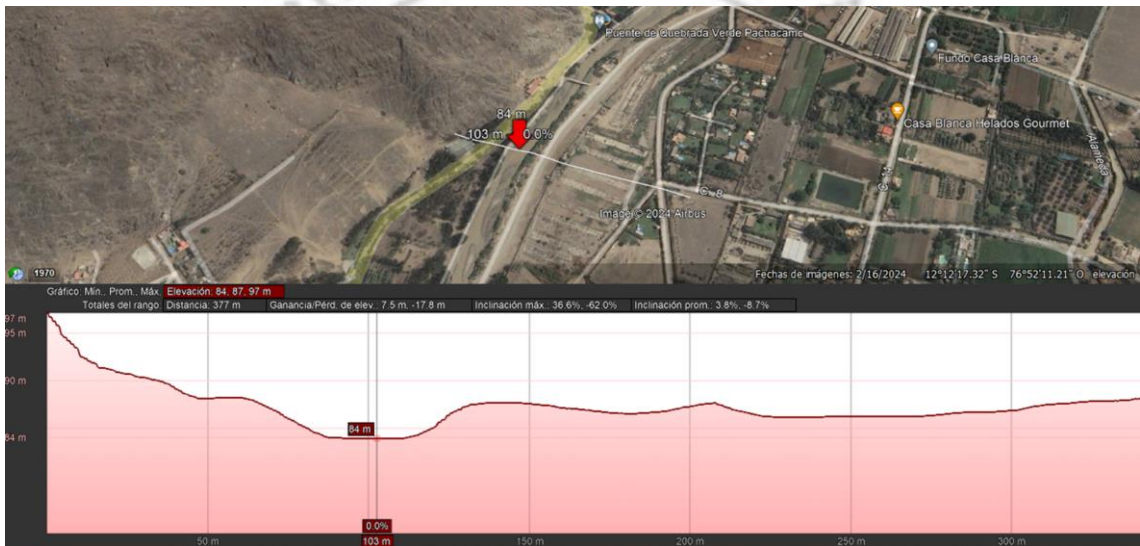 Puente de Quebrada Verde Pachacamc
Fundo Casa Blanca
84 m
Casa Blanca Helados Gourmet
103 m 0.0%
Alameda
C. M
C. B
Image © 2024 Airbus
1970
Fechas de imágenes: 2/16/2024 12°12'17.32" S 76°52'11.21" O elevación
Gráfico: Mín., Prom., Máx. Elevación: 84, 87, 97 m
Totales del rango: Distancia: 377 m Ganancia/Pérd. de elev.: 7.5 m, -17.8 m Inclinación máx.: 36.6%, -62.0% Inclinación prom.: 3.8%, -8.7%
97 m
95 m
90 m
84 m
84 m
0.0%
50 m 103 m 150 m 200 m 250 m 300 m